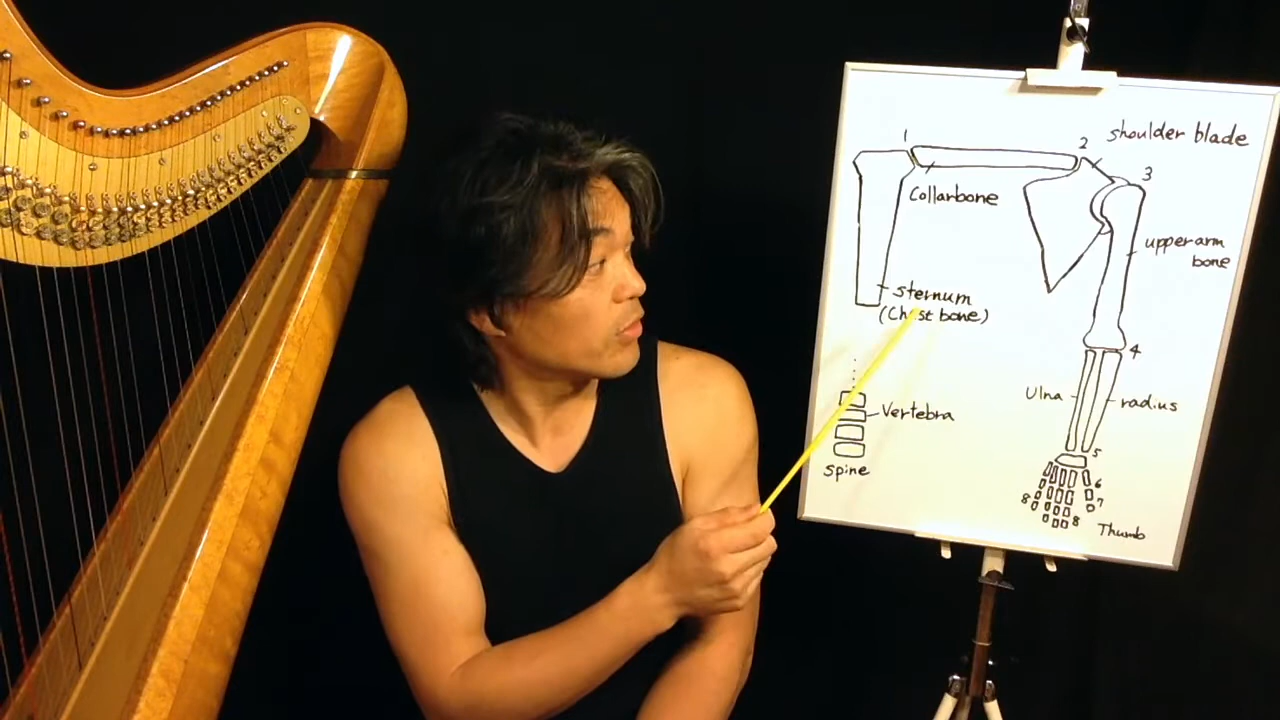 1
2
shoulder blade
3
Collarbone
upper arm
bone
sternum
(Chest bone)
4
Ulna
radius
Vertebra
5
spine
6
8
7
8
Thumb